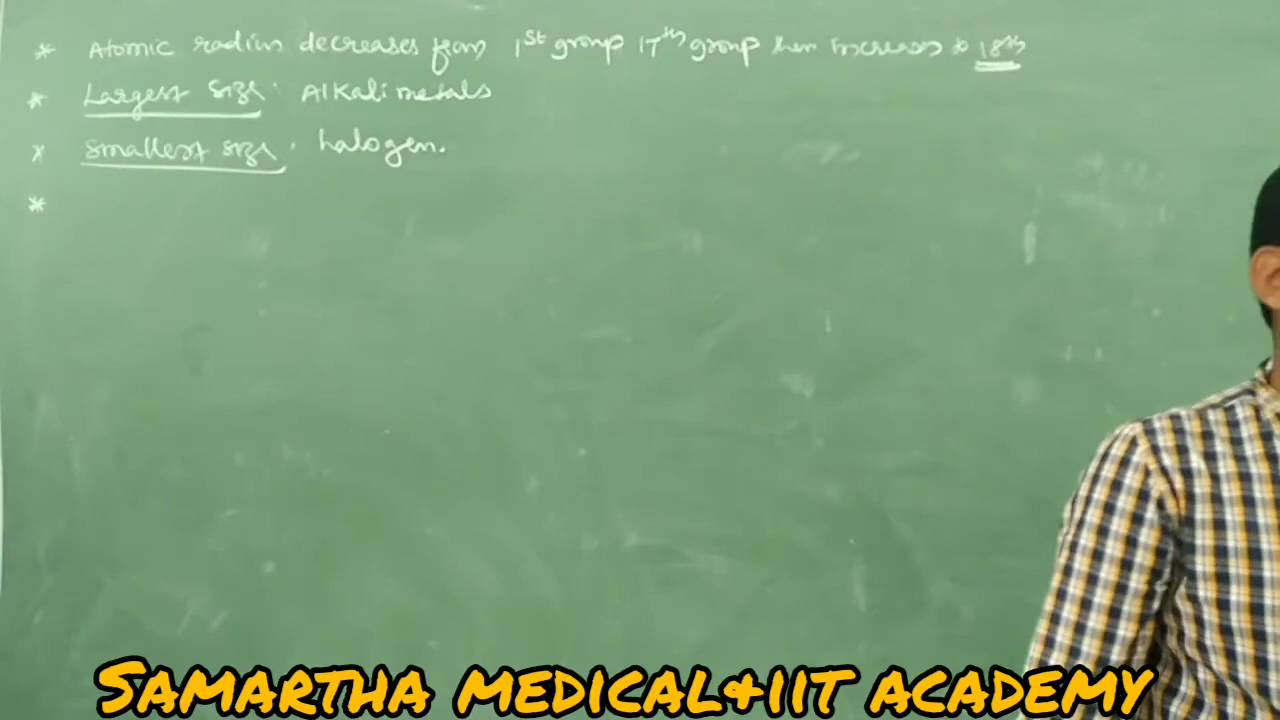 * Atomic radius decreases from 1st group 17th group then increases to 18th
* Largest size : Alkali metals
* Smallest size : halogen.
*
SAMARTHA MEDICAL&IIT ACADEMY